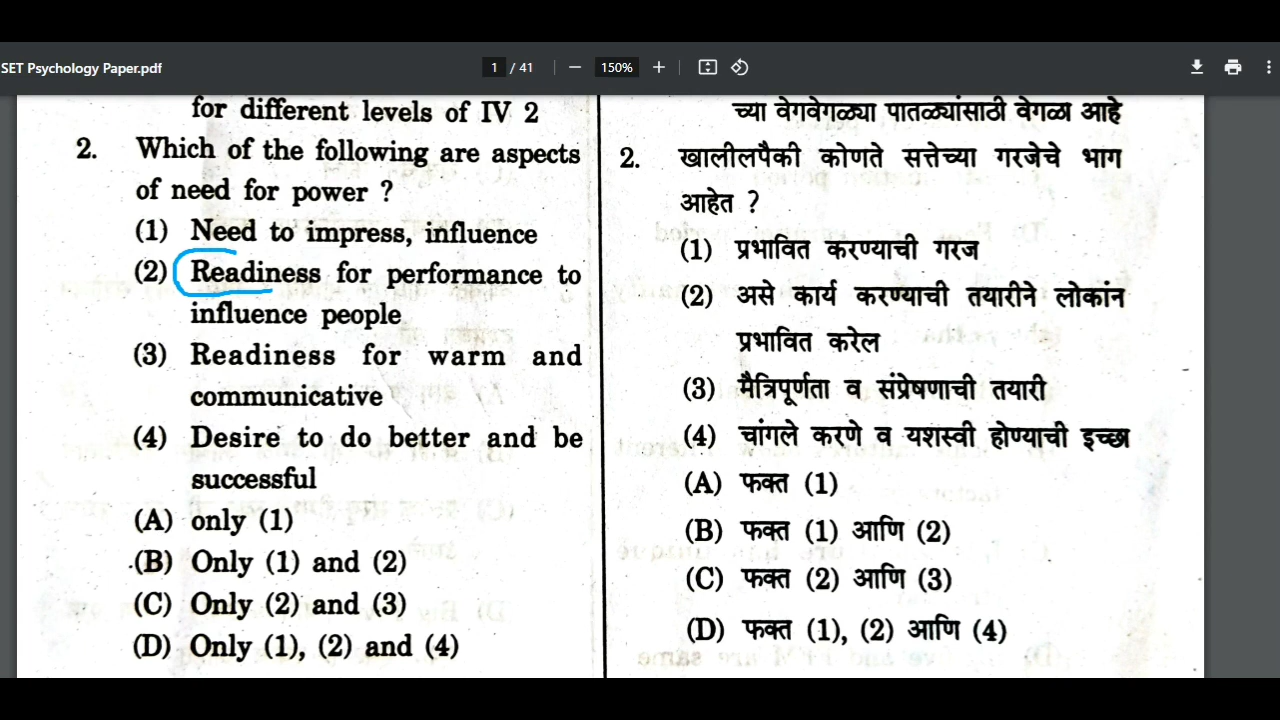 SET Psychology Paper.pdf
1 / 41
150%
for different levels of IV 2
2. Which of the following are aspects
of need for power ?
(1) Need to impress, influence
(2) Readiness for performance to
influence people
(3) Readiness for warm and
communicative
(4) Desire to do better and be
successful
(A) only (1)
(B) Only (1) and (2)
(C) Only (2) and (3)
(D) Only (1), (2) and (4)
च्या वेगवेगळ्या पातळ्यांसाठी वेगळा आहे
2. खालीलपैकी कोणते सत्तेच्या गरजेचे भाग
आहेत ?
(1) प्रभावित करण्याची गरज
(2) असे कार्य करण्याची तयारीने लोकांन
प्रभावित करेल
(3) मैत्रिपूर्णता व संप्रेषणाची तयारी
(4) चांगले करणे व यशस्वी होण्याची इच्छा
(A) फक्त (1)
(B) फक्त (1) आणि (2)
(C) फक्त (2) आणि (3)
(D) फक्त (1), (2) आणि (4)